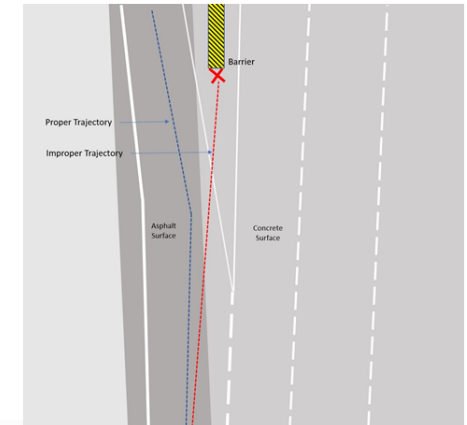 Barrier
Proper Trajectory
Improper Trajectory
Asphalt
Surface
Concrete
Surface